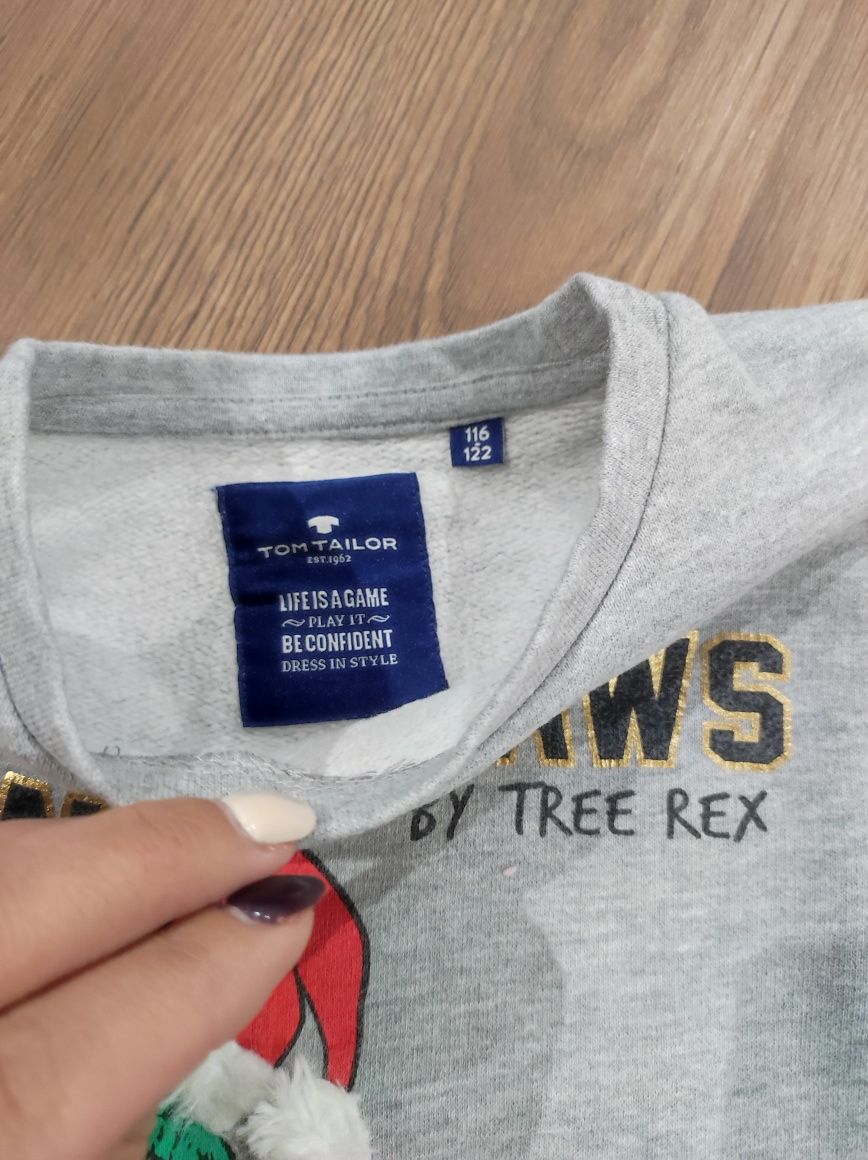 116
-
122
TOM TAILOR
EST.1962
LIFE IS A GAME
~ PLAY IT ~
BE CONFIDENT
DRESS IN STYLE
BY TREE REX